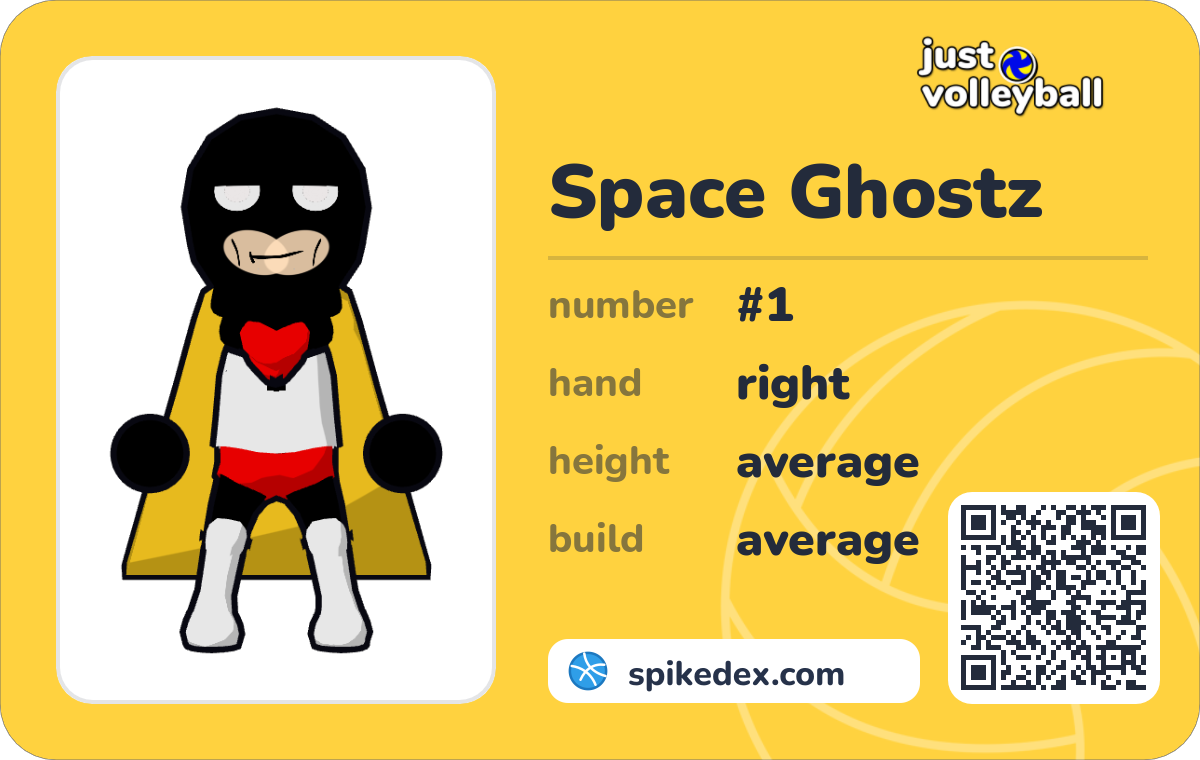 just
volleyball
Space Ghostz
number #1
hand right
height average
build average
spikedex.com